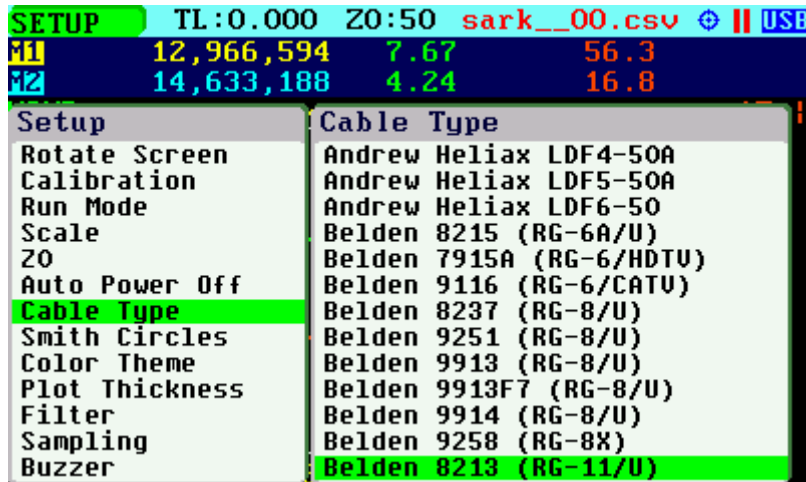 SETUP TL:0.000 Z0:50 sark__00.csv USB
M1 12,966,594 7.67 56.3
M2 14,633,188 4.24 16.8
Setup
Rotate Screen
Calibration
Run Mode
Scale
Z0
Auto Power Off
Cable Type
Smith Circles
Color Theme
Plot Thickness
Filter
Sampling
Buzzer
Cable Type
Andrew Heliax LDF4-50A
Andrew Heliax LDF5-50A
Andrew Heliax LDF6-50
Belden 8215 (RG-6A/U)
Belden 7915A (RG-6/HDTV)
Belden 9116 (RG-6/CATV)
Belden 8237 (RG-8/U)
Belden 9251 (RG-8/U)
Belden 9913 (RG-8/U)
Belden 9913F7 (RG-8/U)
Belden 9914 (RG-8/U)
Belden 9258 (RG-8X)
Belden 8213 (RG-11/U)